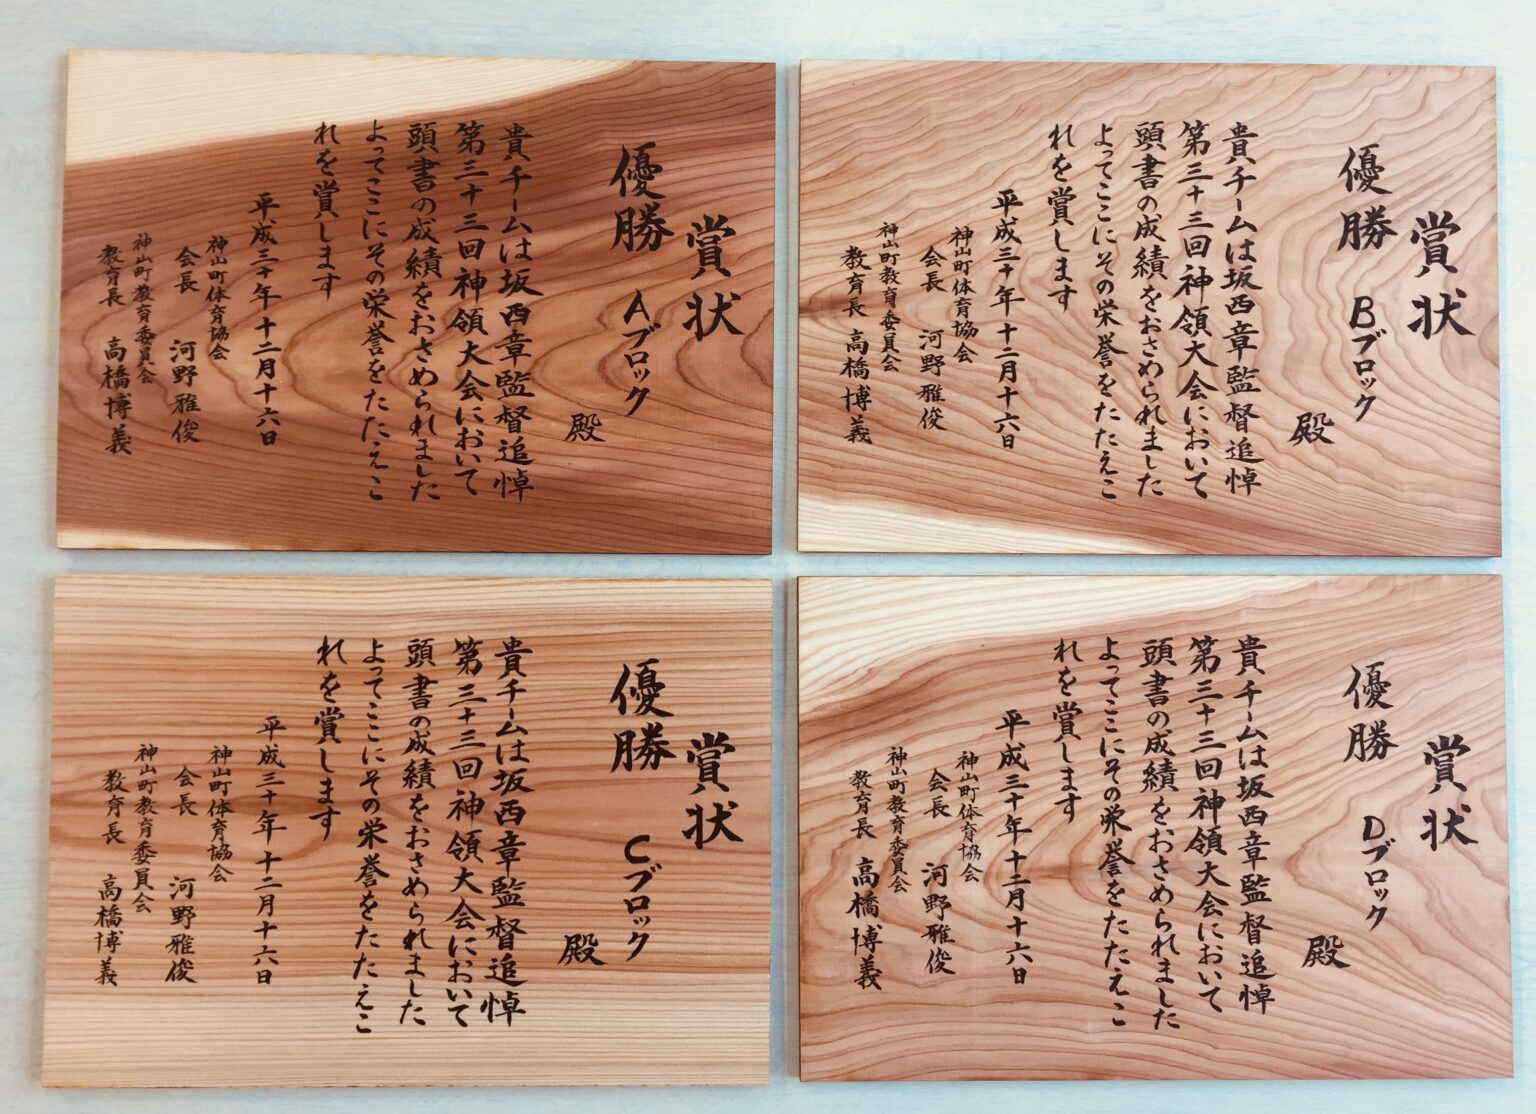 賞状
優勝 Aブロック
殿
貴チームは坂西章監督追悼
第三十三回神領大会において
頭書の成績をおさめられました
よってここにその栄誉をたたえこ
れを賞します
平成三十年十二月十六日
神山町体育協会
会長 河野雅俊
神山町教育委員会
教育長 高橋博義
賞状
優勝 Bブロック
殿
貴チームは坂西章監督追悼
第三十三回神領大会において
頭書の成績をおさめられました
よってここにその栄誉をたたえこ
れを賞します
平成三十年十二月十六日
神山町体育協会
会長 河野雅俊
神山町教育委員会
教育長 高橋博義
賞状
優勝 Cブロック
殿
貴チームは坂西章監督追悼
第三十三回神領大会において
頭書の成績をおさめられました
よってここにその栄誉をたたえこ
れを賞します
平成三十年十二月十六日
神山町体育協会
会長 河野雅俊
神山町教育委員会
教育長 高橋博義
賞状
優勝 Dブロック
殿
貴チームは坂西章監督追悼
第三十三回神領大会において
頭書の成績をおさめられました
よってここにその栄誉をたたえこ
れを賞します
平成三十年十二月十六日
神山町体育協会
会長 河野雅俊
神山町教育委員会
教育長 高橋博義